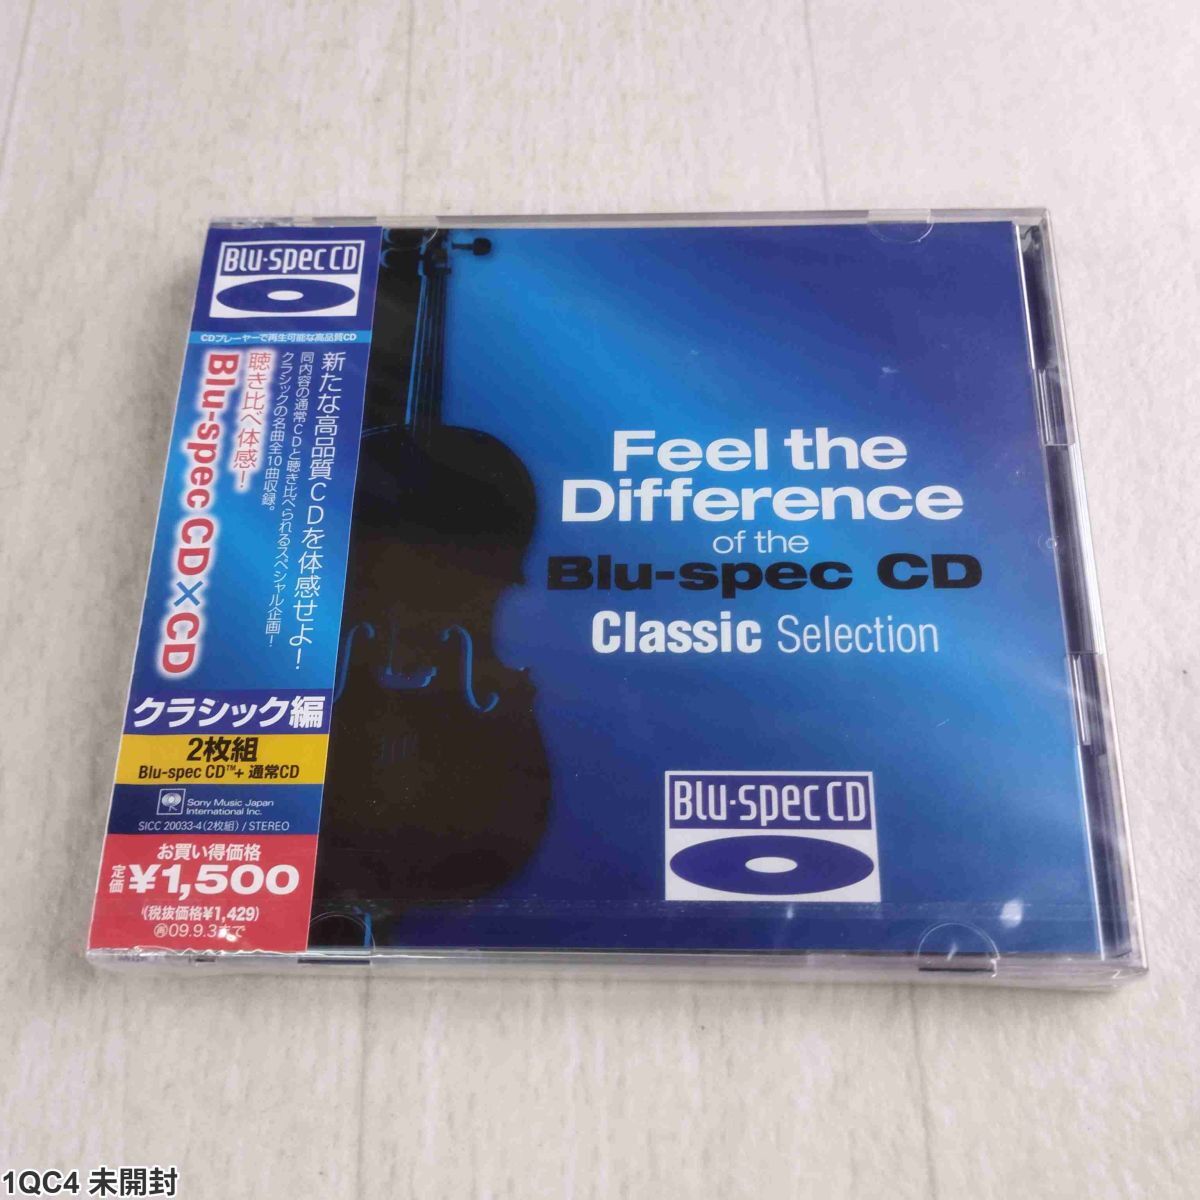 Blu-spec CD
CDプレーヤーで再生可能な高品質CD
新たな高品質CDを体感せよ!
同内容の通常CDと聴き比べられるスペシャル企画!
クラシックの名曲全10曲収録。
聴き比べ体感!
Blu-spec CD×CD
クラシック編
2枚組
Blu-spec CD™+ 通常CD
Sony Music Japan
International Inc.
SICC 20033-4(2枚組) / STEREO
お買い得価格
定価 ¥1,500
(税抜価格¥1,429)
㊢09.9.3まで
Feel the
Difference
of the
Blu-spec CD
Classic Selection
Blu-spec CD
1QC4 未開封